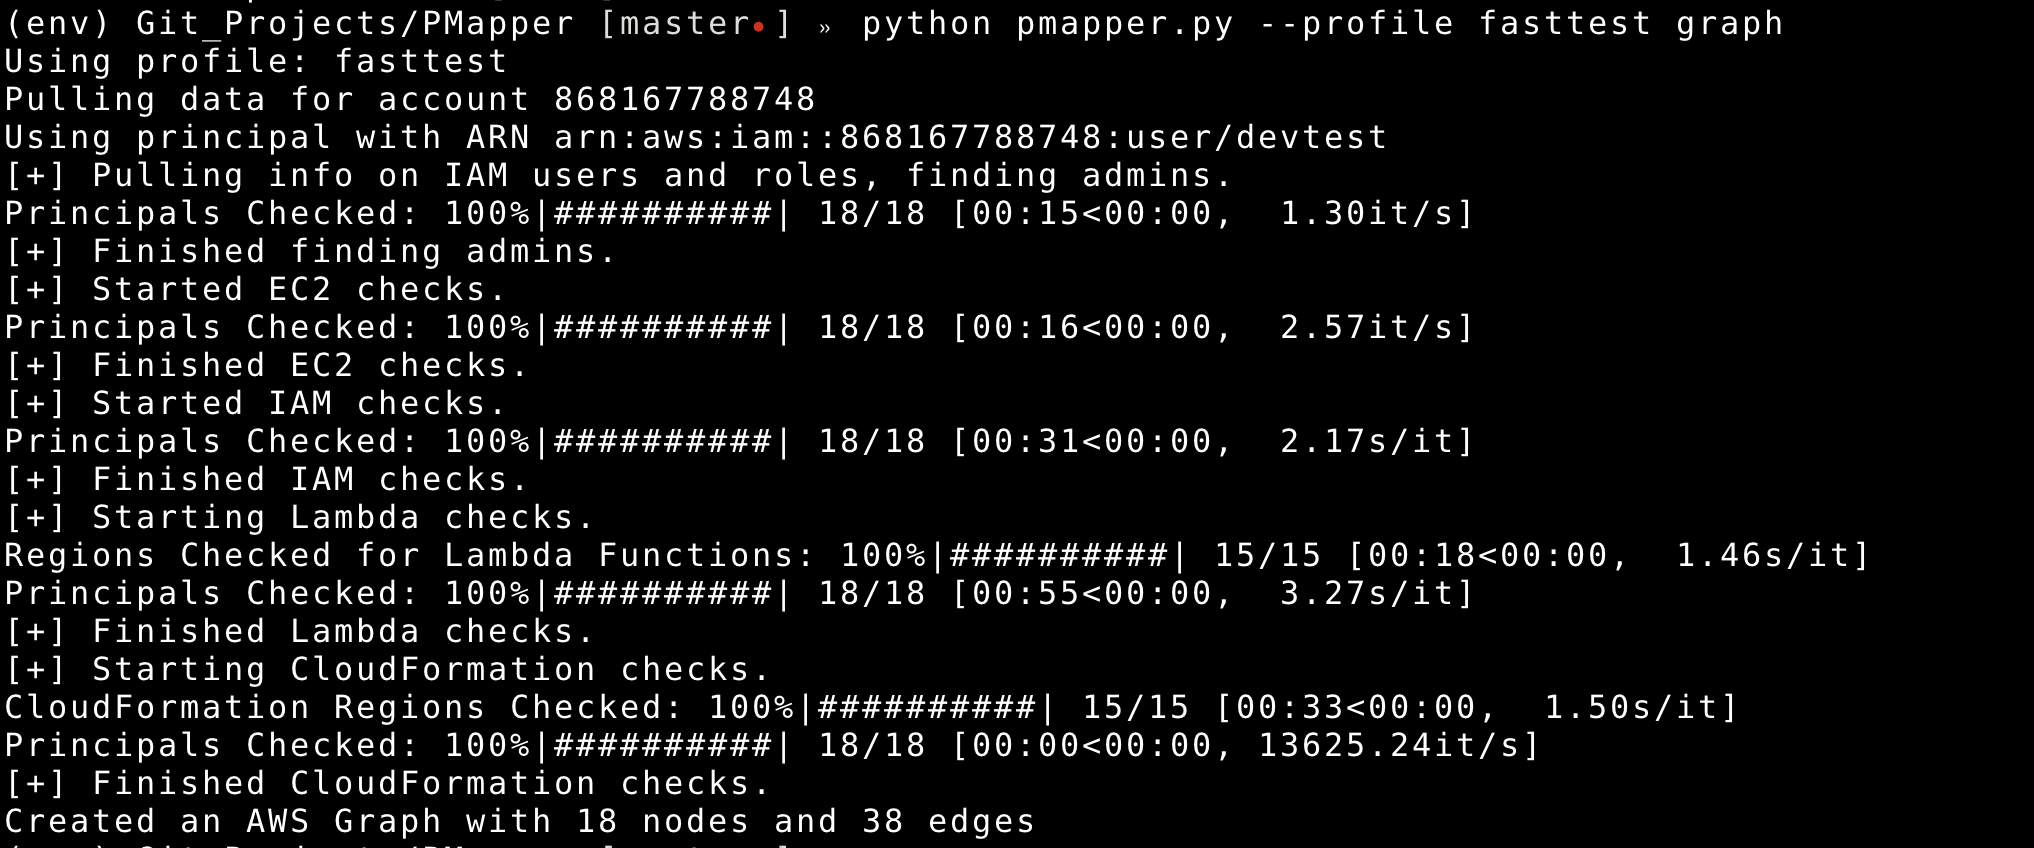 (env) Git_Projects/PMapper [master•] » python pmapper.py --profile fasttest graph
Using profile: fasttest
Pulling data for account 868167788748
Using principal with ARN arn:aws:iam::868167788748:user/devtest
[+] Pulling info on IAM users and roles, finding admins.
Principals Checked: 100%|##########| 18/18 [00:15<00:00,  1.30it/s]
[+] Finished finding admins.
[+] Started EC2 checks.
Principals Checked: 100%|##########| 18/18 [00:16<00:00,  2.57it/s]
[+] Finished EC2 checks.
[+] Started IAM checks.
Principals Checked: 100%|##########| 18/18 [00:31<00:00,  2.17s/it]
[+] Finished IAM checks.
[+] Starting Lambda checks.
Regions Checked for Lambda Functions: 100%|##########| 15/15 [00:18<00:00,  1.46s/it]
Principals Checked: 100%|##########| 18/18 [00:55<00:00,  3.27s/it]
[+] Finished Lambda checks.
[+] Starting CloudFormation checks.
CloudFormation Regions Checked: 100%|##########| 15/15 [00:33<00:00,  1.50s/it]
Principals Checked: 100%|##########| 18/18 [00:00<00:00, 13625.24it/s]
[+] Finished CloudFormation checks.
Created an AWS Graph with 18 nodes and 38 edges